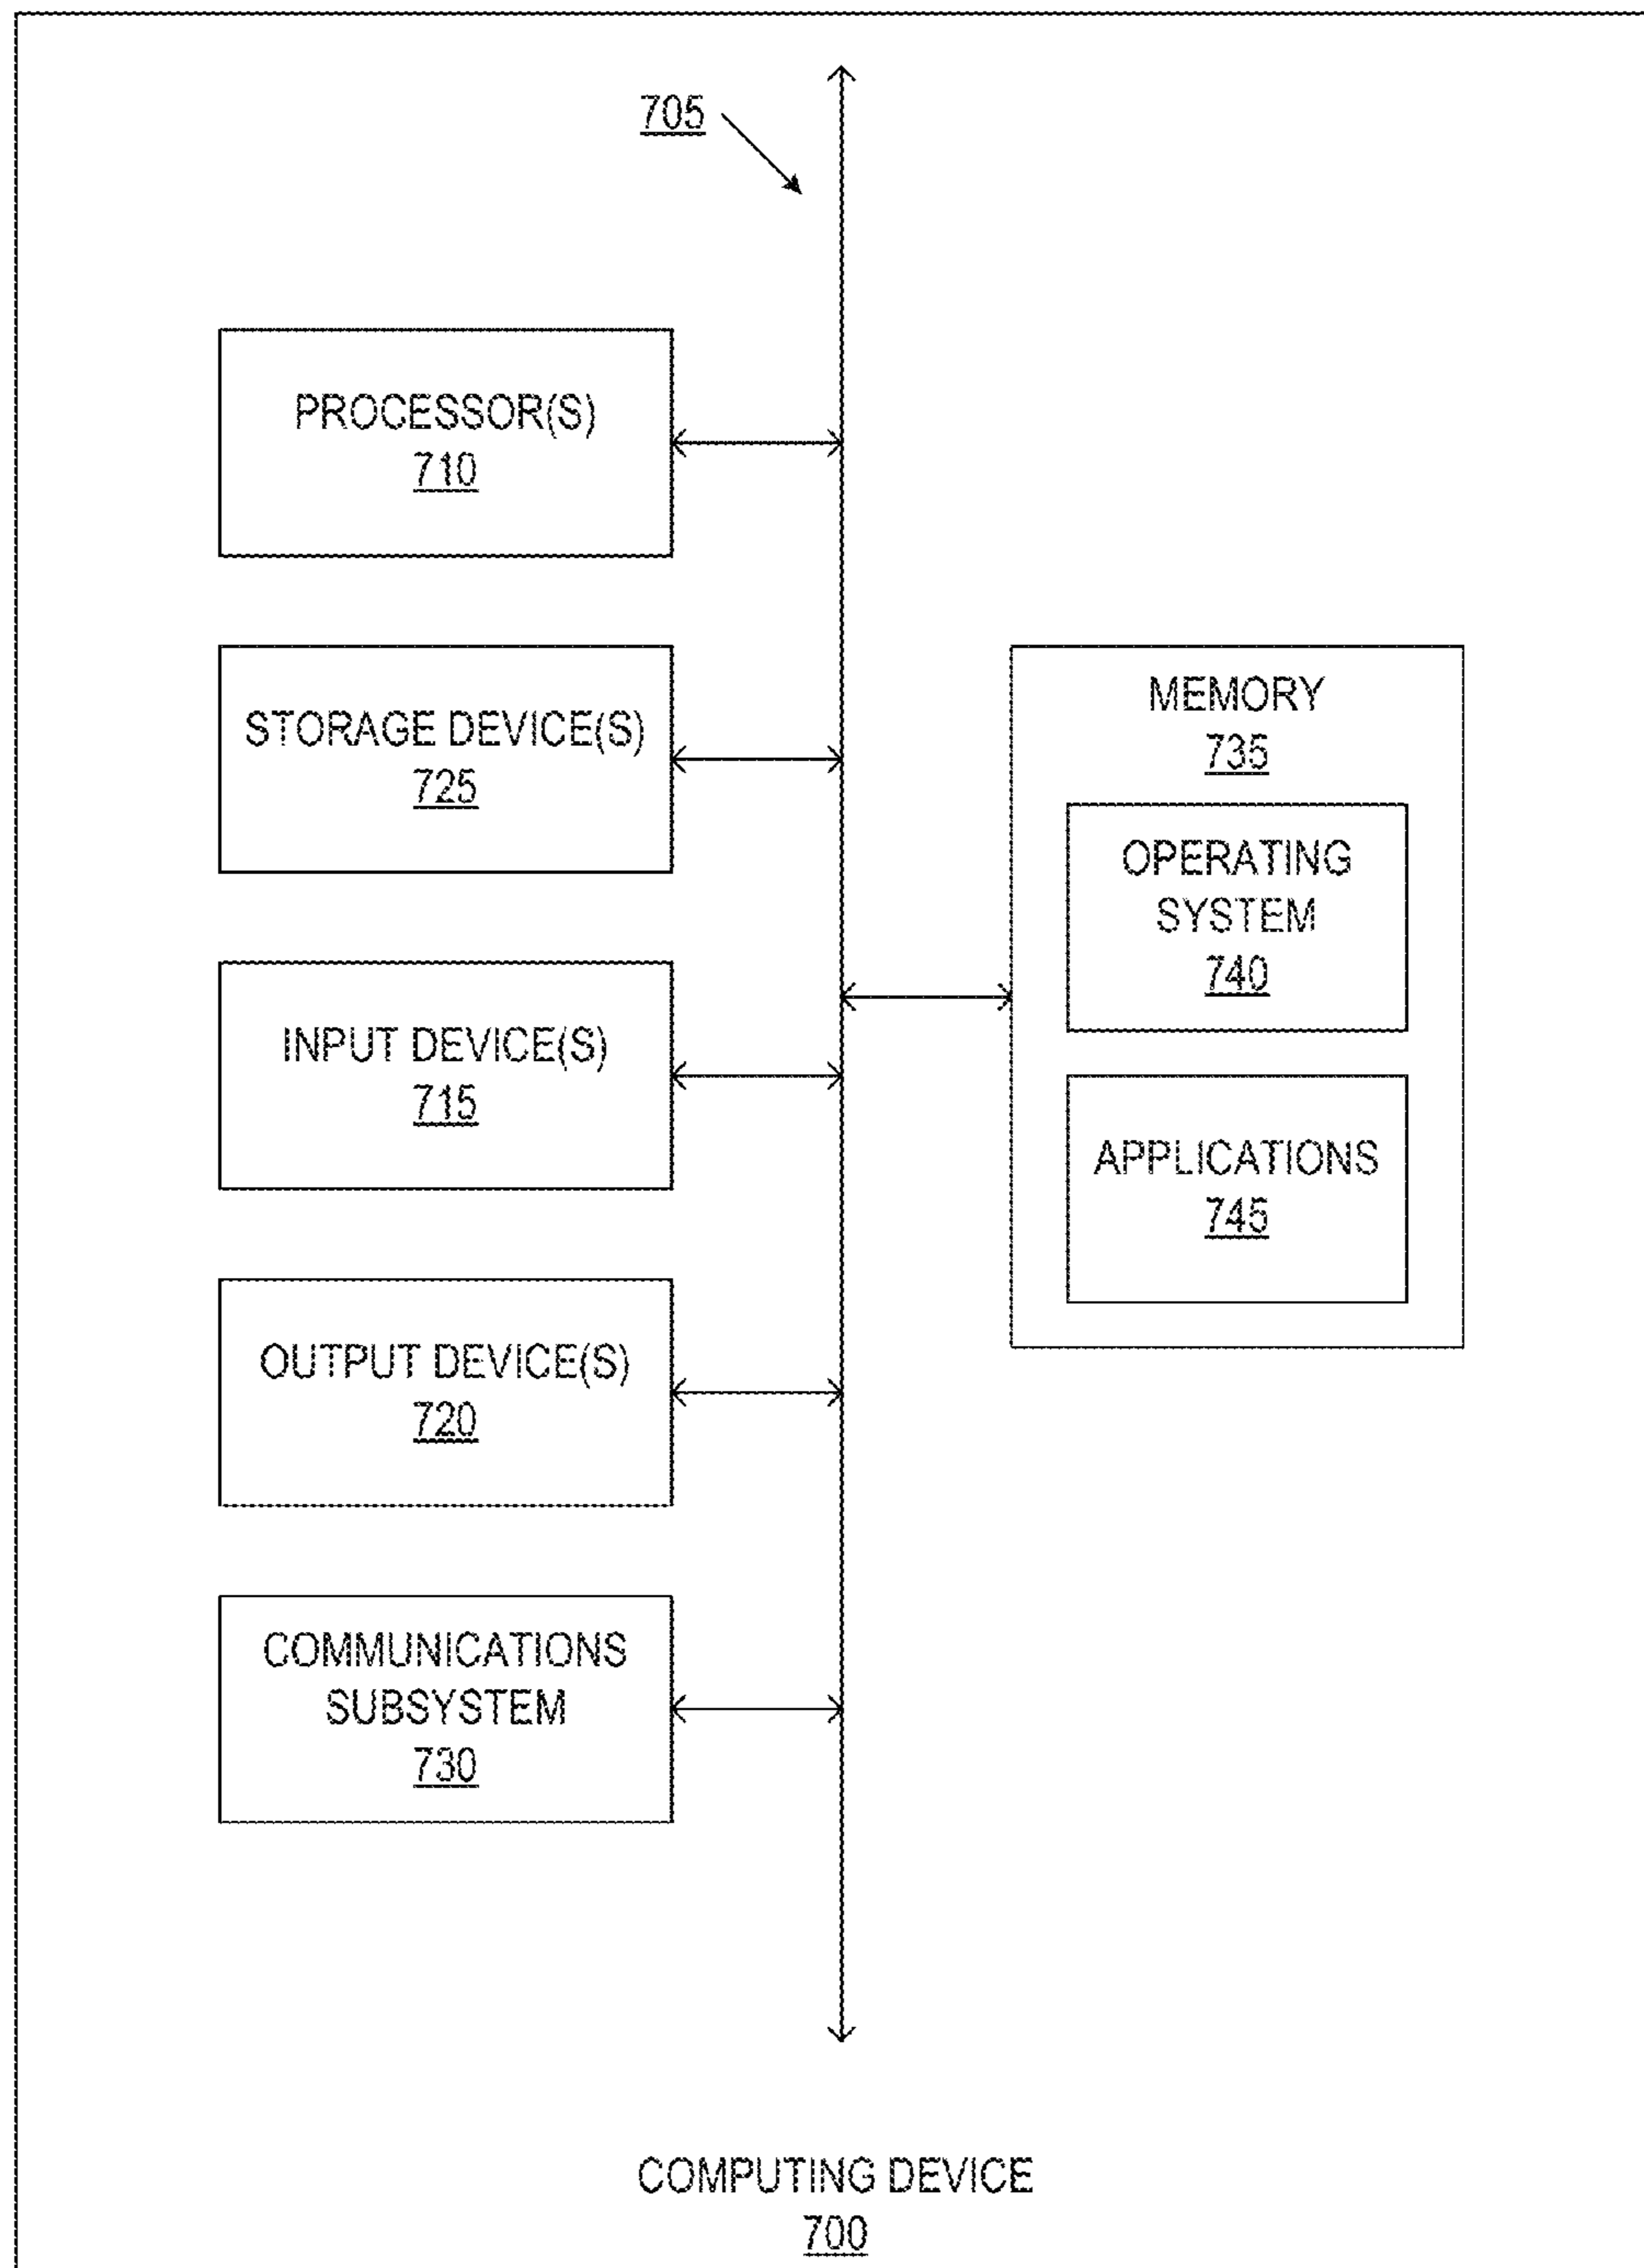 705
PROCESSOR(S)
710
STORAGE DEVICE(S)
725
INPUT DEVICE(S)
715
OUTPUT DEVICE(S)
720
COMMUNICATIONS
SUBSYSTEM
730
MEMORY
735
OPERATING
SYSTEM
740
APPLICATIONS
745
COMPUTING DEVICE
700